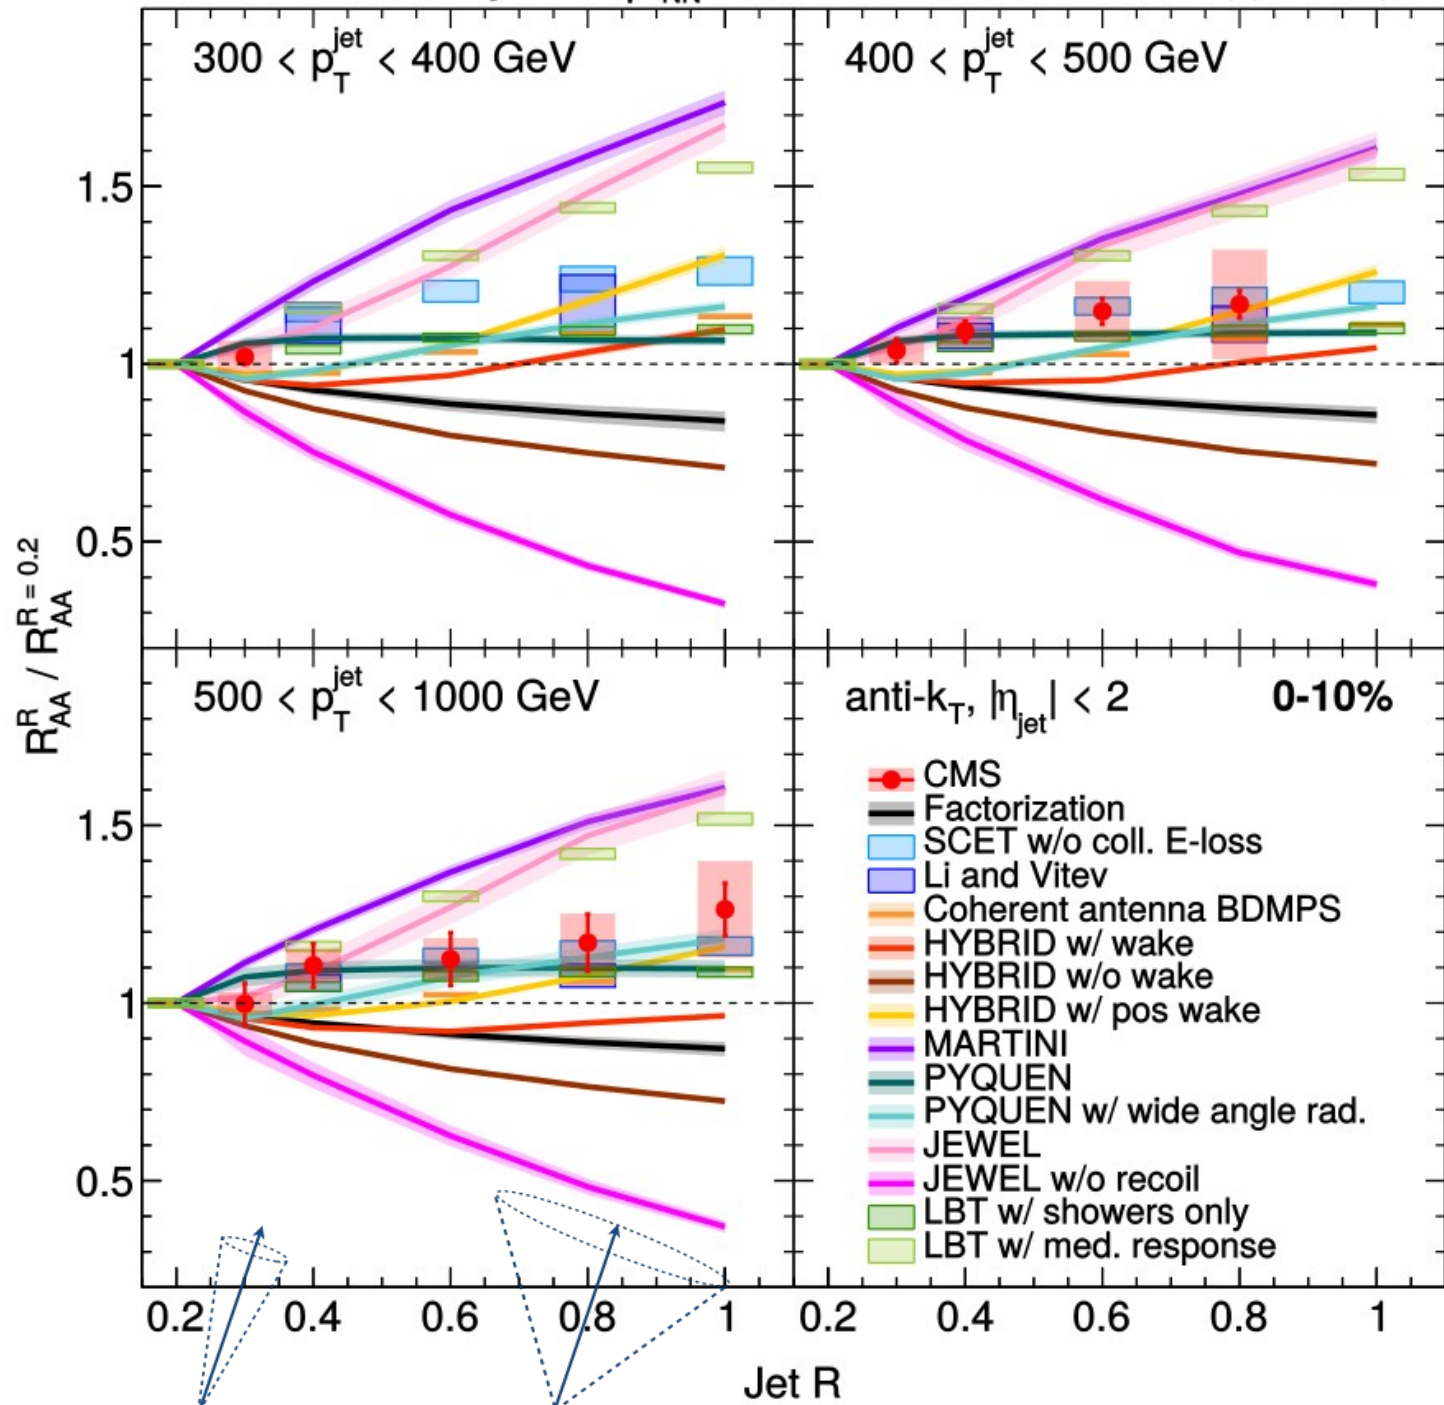 NN
300 < p_T^jet < 400 GeV
400 < p_T^jet < 500 GeV
1.5
1
0.5
R_AA^R / R_AA^R = 0.2
500 < p_T^jet < 1000 GeV
anti-k_T, |η_jet| < 2 0-10%
CMS
Factorization
SCET w/o coll. E-loss
Li and Vitev
Coherent antenna BDMPS
HYBRID w/ wake
HYBRID w/o wake
HYBRID w/ pos wake
MARTINI
PYQUEN
PYQUEN w/ wide angle rad.
JEWEL
JEWEL w/o recoil
LBT w/ showers only
LBT w/ med. response
1.5
1
0.5
0.2 0.4 0.6 0.8 1 0.2 0.4 0.6 0.8 1
Jet R